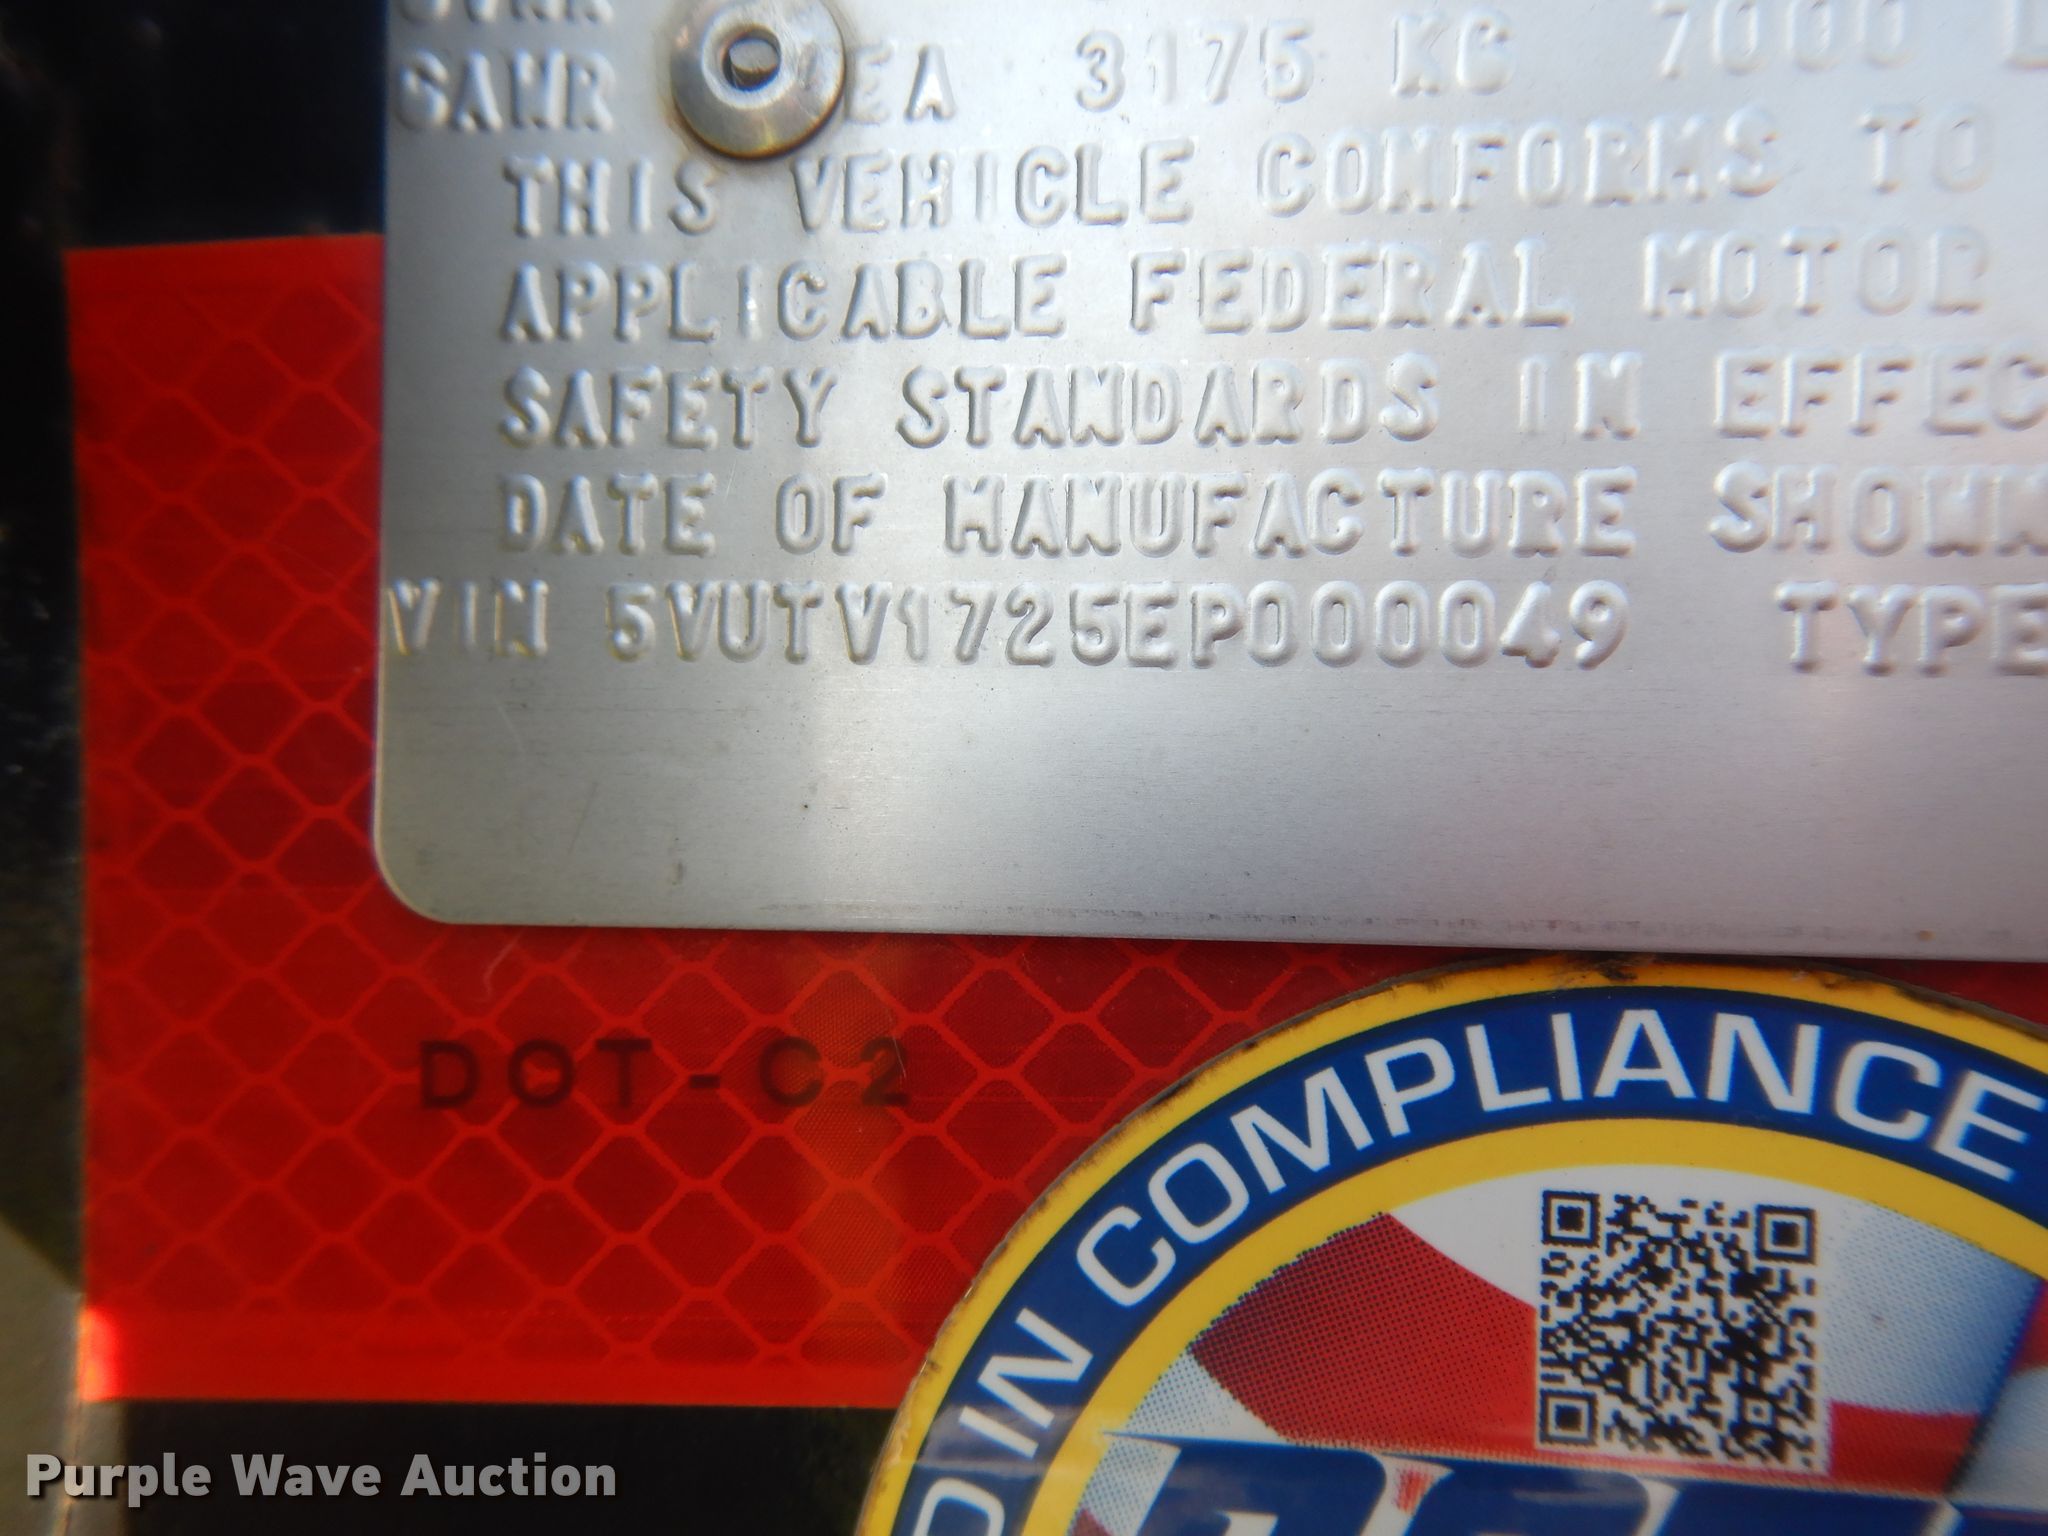 GAWR EA 3175 KG 7000
THIS VEHICLE CONFORMS TO
APPLICABLE FEDERAL MOTOR
SAFETY STANDARDS IN EFFEC
DATE OF MANUFACTURE SHOWN
VIN 5VUTV1725EP000049 TYPE
DOT-C2
IN COMPLIANCE
Purple Wave Auction